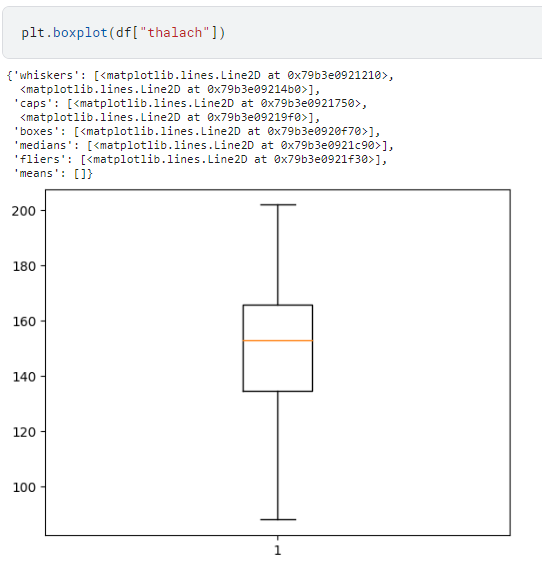 plt.boxplot(df["thalach"])
{'whiskers': [<matplotlib.lines.Line2D at 0x79b3e0921210>,
  <matplotlib.lines.Line2D at 0x79b3e09214b0>],
 'caps': [<matplotlib.lines.Line2D at 0x79b3e0921750>,
  <matplotlib.lines.Line2D at 0x79b3e09219f0>],
 'boxes': [<matplotlib.lines.Line2D at 0x79b3e0920f70>],
 'medians': [<matplotlib.lines.Line2D at 0x79b3e0921c90>],
 'fliers': [<matplotlib.lines.Line2D at 0x79b3e0921f30>],
 'means': []}
200
180
160
140
120
100
1